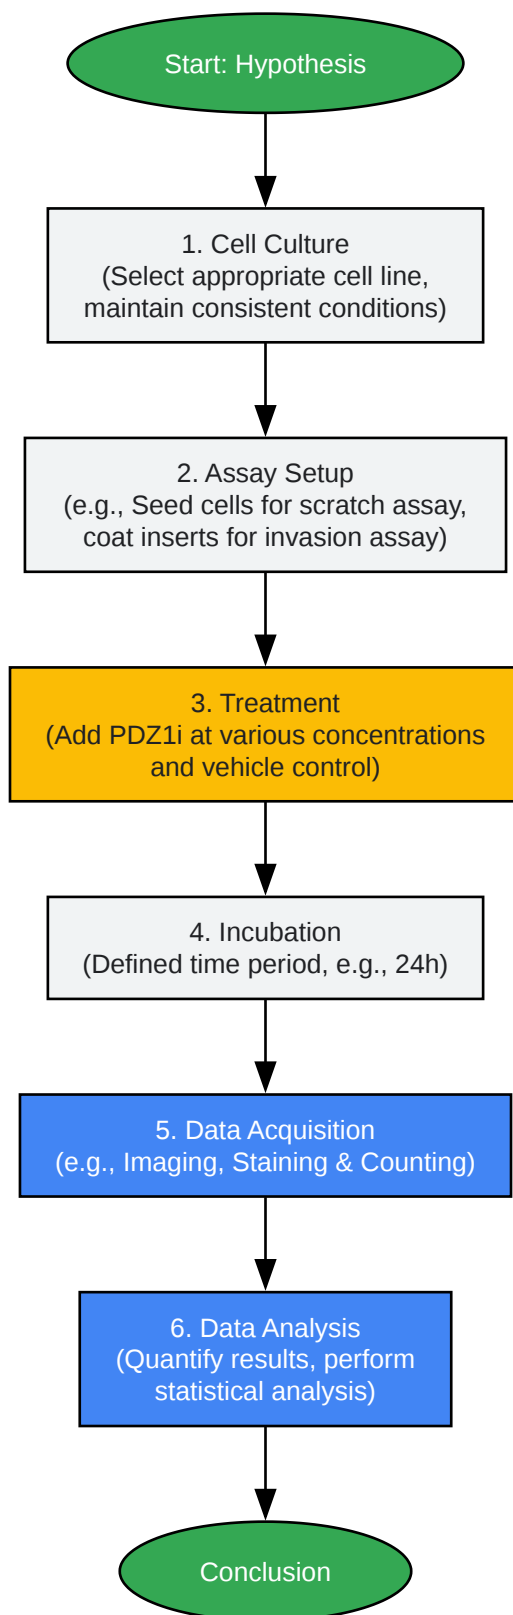 Start: Hypothesis
1. Cell Culture
(Select appropriate cell line,
maintain consistent conditions)
2. Assay Setup
(e.g., Seed cells for scratch assay,
coat inserts for invasion assay)
3. Treatment
(Add PDZ1i at various concentrations
and vehicle control)
4. Incubation
(Defined time period, e.g., 24h)
5. Data Acquisition
(e.g., Imaging, Staining & Counting)
6. Data Analysis
(Quantify results, perform
statistical analysis)
Conclusion